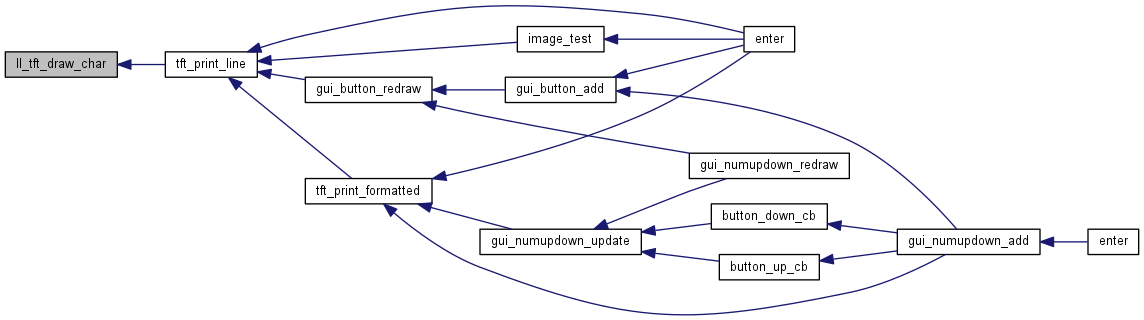 ll_tft_draw_char
tft_print_line
image_test
enter
gui_button_redraw
gui_button_add
gui_numupdown_redraw
tft_print_formatted
gui_numupdown_update
button_down_cb
button_up_cb
gui_numupdown_add
enter